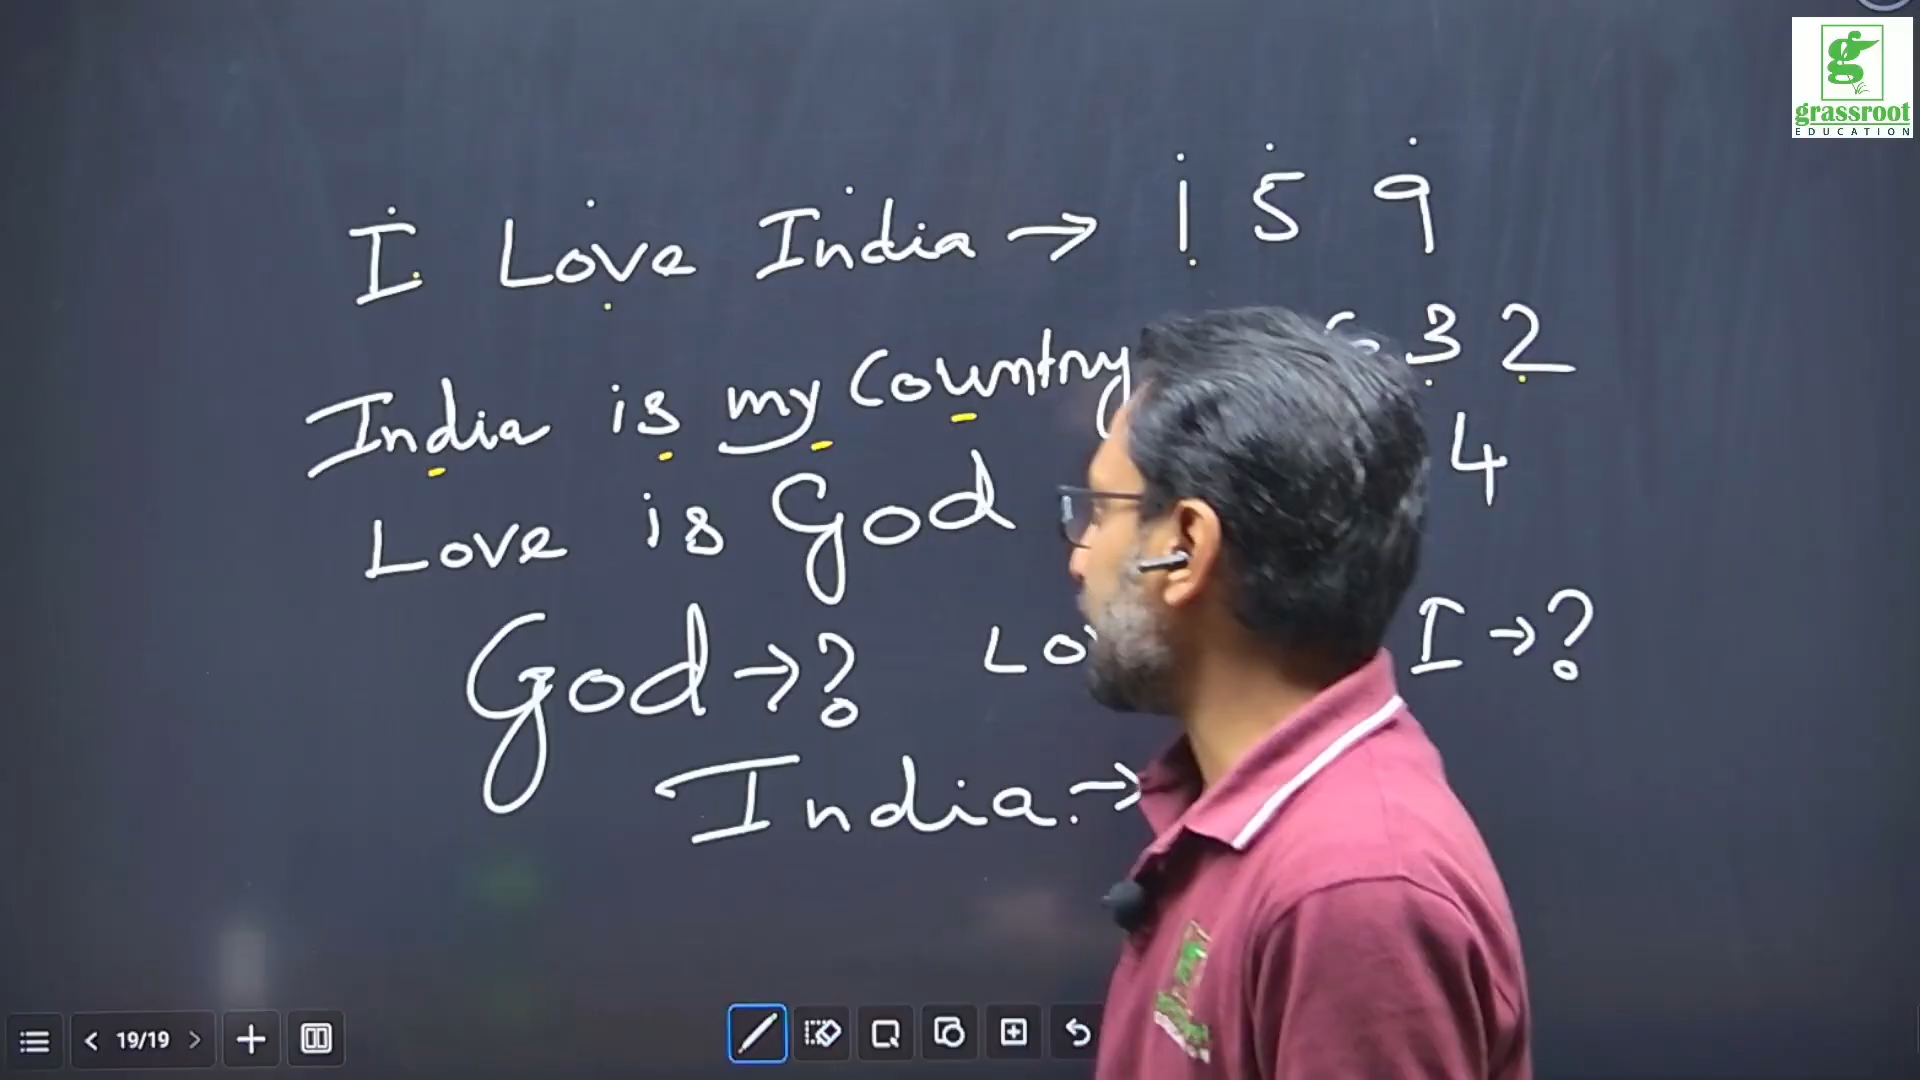 grassroot
EDUCATION
I Love India → 1 5 9
India is my Country 3 2
Love is God 4
God → ? I → ?
India. →
19/19